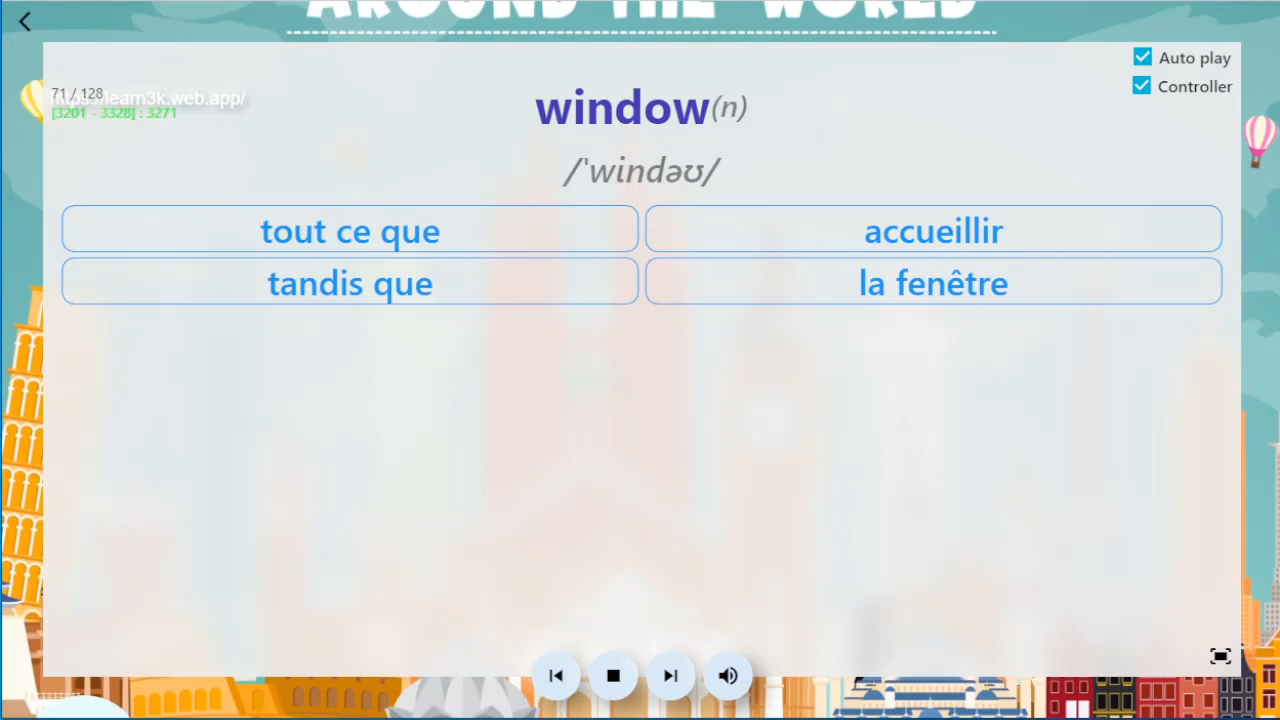 AROUND THE WORLD
Auto play
71 / 128
https://learn3k.web.app/
Controller
[3201 - 3328] : 3271
window(n)
/ˈwindəʊ/
tout ce que
accueillir
tandis que
la fenêtre